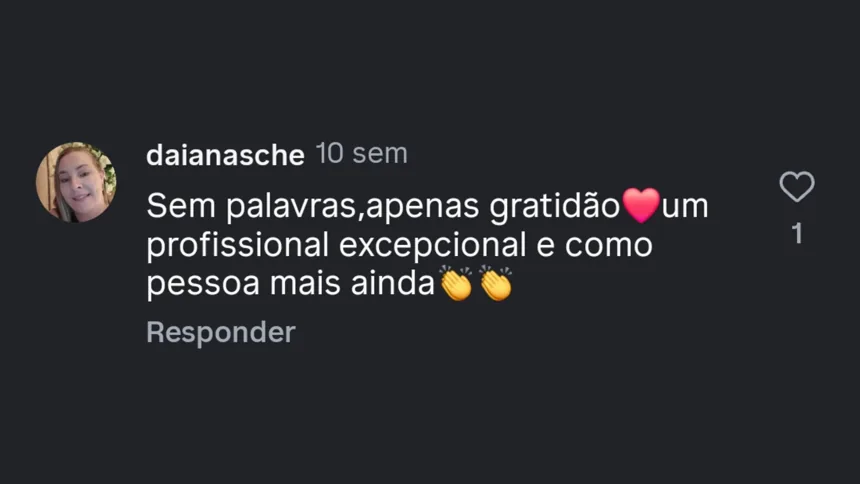 daianasche 10 sem
Sem palavras,apenas gratidão❤️um
profissional excepcional e como
pessoa mais ainda👏👏
1
Responder